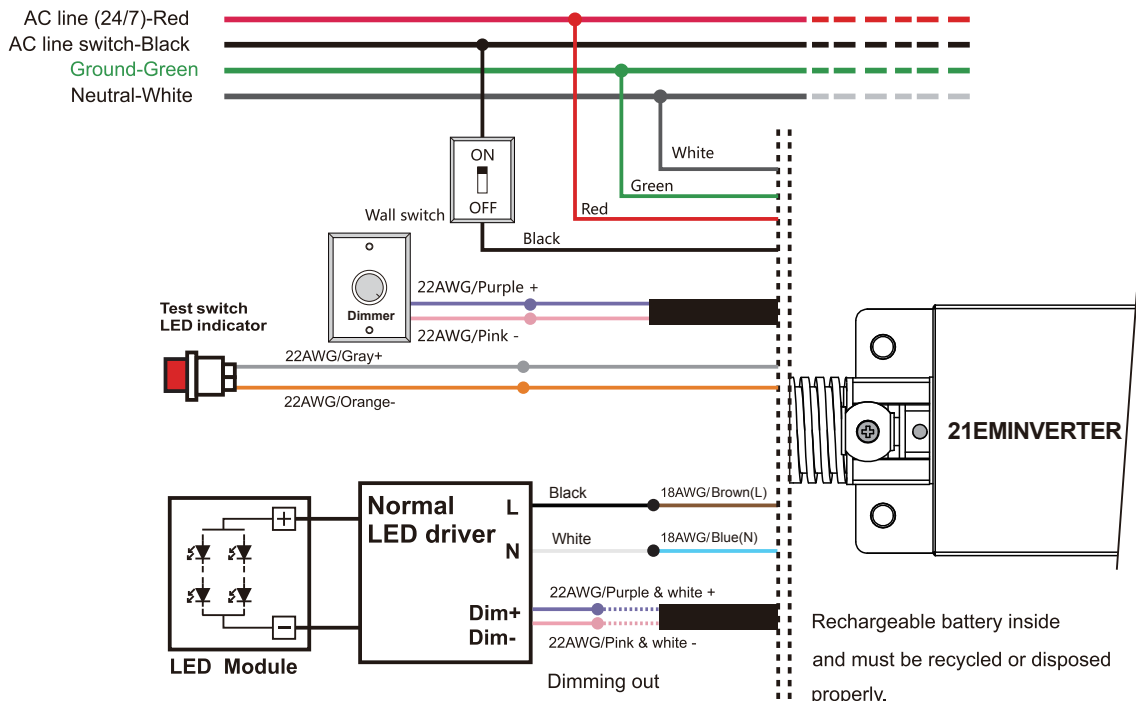 AC line (24/7)-Red
AC line switch-Black
Ground-Green
Neutral-White
White
Green
Red
Black
ON
OFF
Wall switch
Dimmer
22AWG/Purple +
22AWG/Pink -
Test switch
LED indicator
22AWG/Gray+
22AWG/Orange-
21EMINVERTER
Normal
LED driver
L
N
Dim+
Dim-
Black
18AWG/Brown(L)
White
18AWG/Blue(N)
22AWG/Purple & white +
22AWG/Pink & white -
Dimming out
+
−
LED Module
Rechargeable battery inside
and must be recycled or disposed
properly.